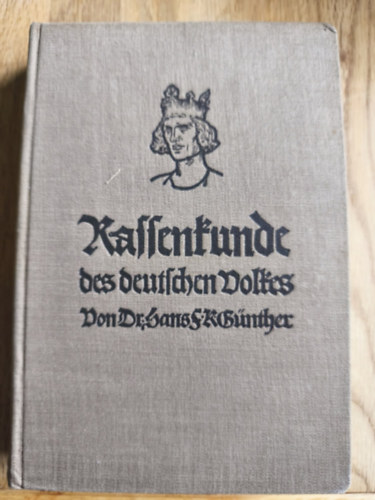 Rassenkunde
des deutschen Volkes
Von Dr. Hans F. K. Günther